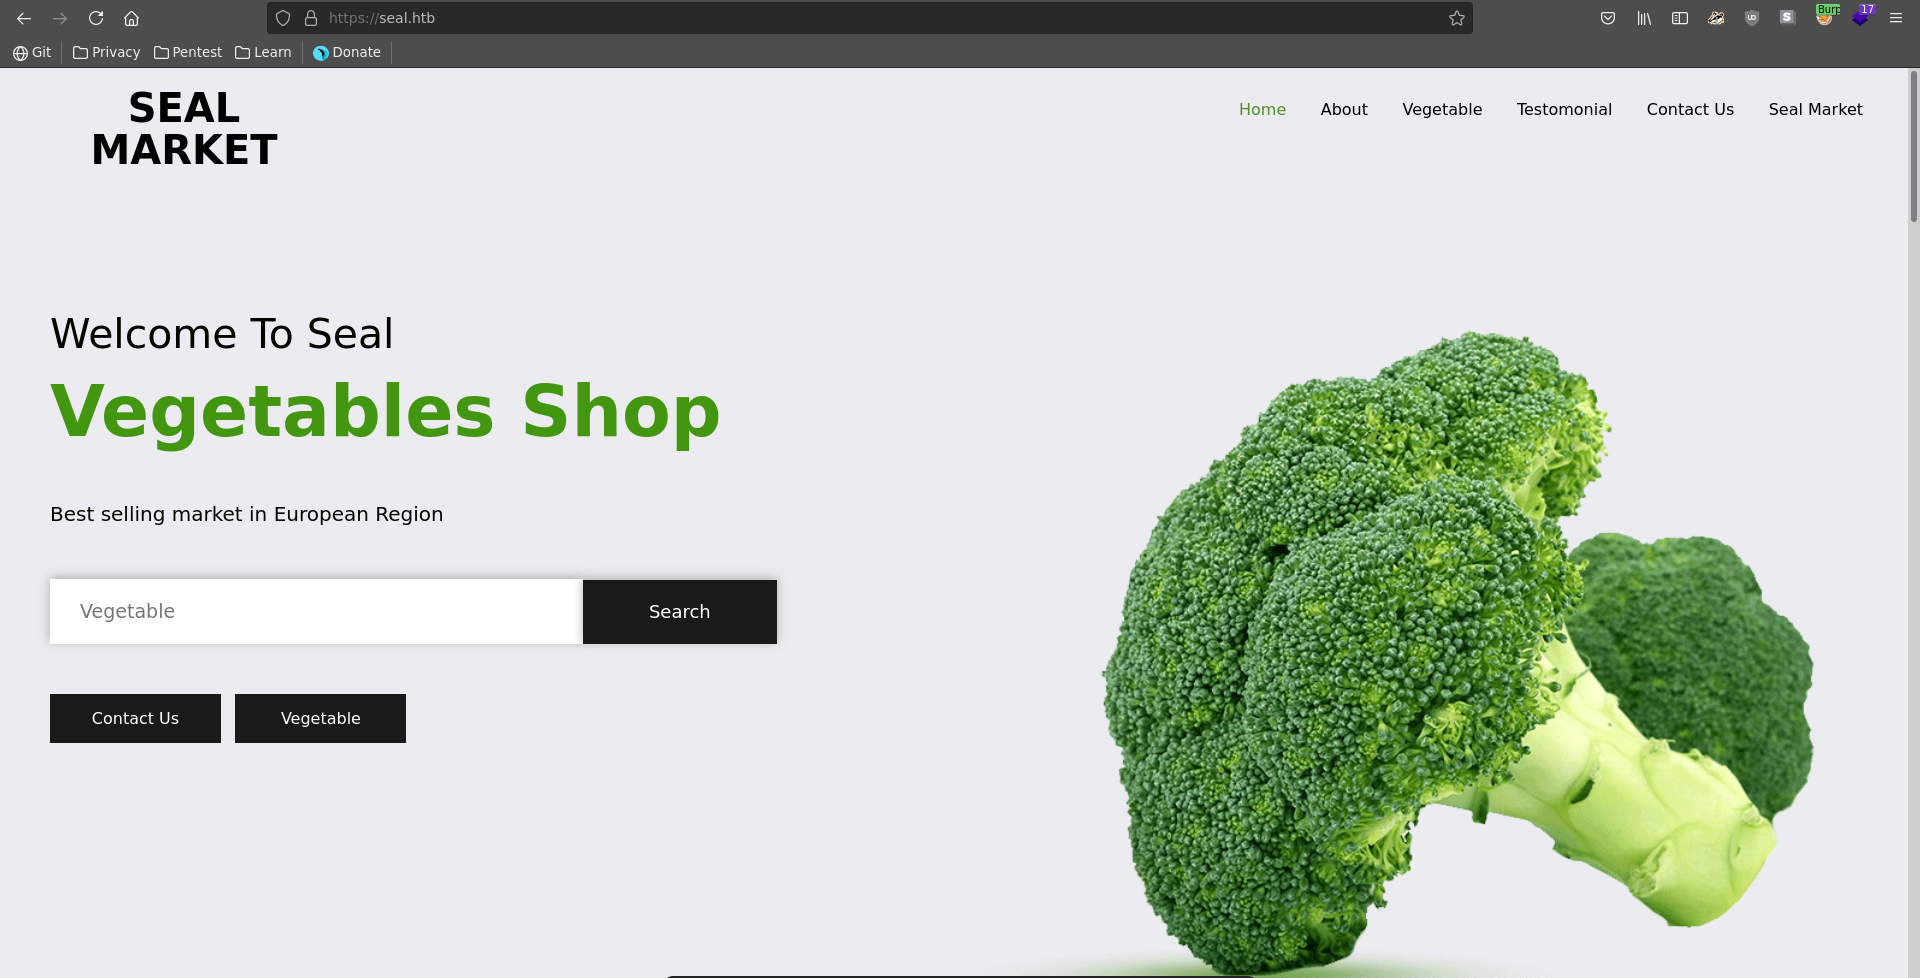 https://seal.htb
Burp
17
Git
Privacy
Pentest
Learn
Donate
SEAL
MARKET
Home
About
Vegetable
Testomonial
Contact Us
Seal Market
Welcome To Seal
Vegetables Shop
Best selling market in European Region
Vegetable
Search
Contact Us
Vegetable